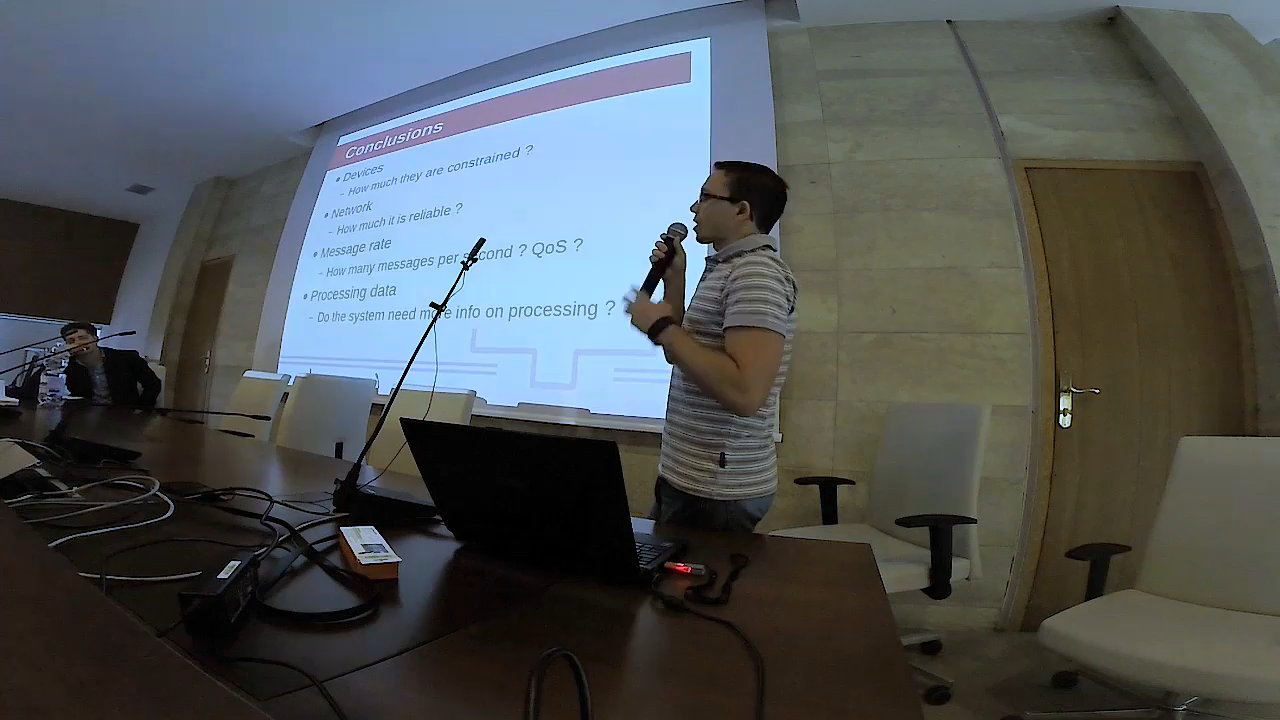 Conclusions
• Devices
– How much they are constrained ?
• Network
– How much it is reliable ?
• Message rate
– How many messages per second ? QoS ?
• Processing data
– Do the system need more info on processing ?